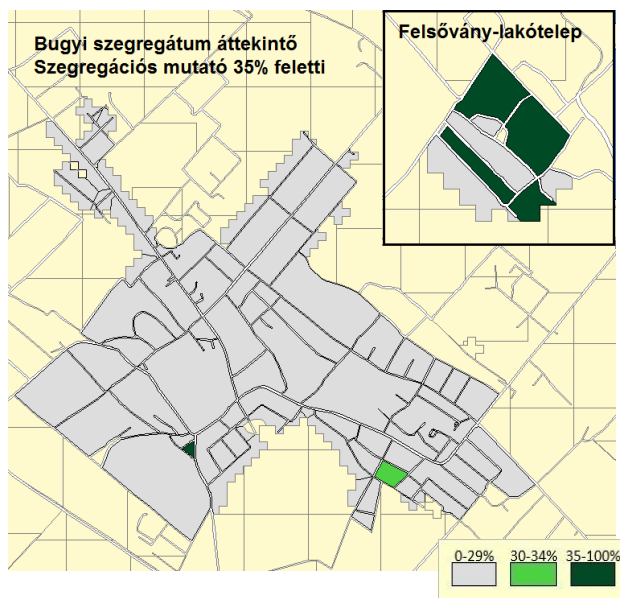 Bugyi szegregátum áttekintő
Szegregációs mutató 35% feletti
Felsővány-lakótelep
0-29% 30-34% 35-100%